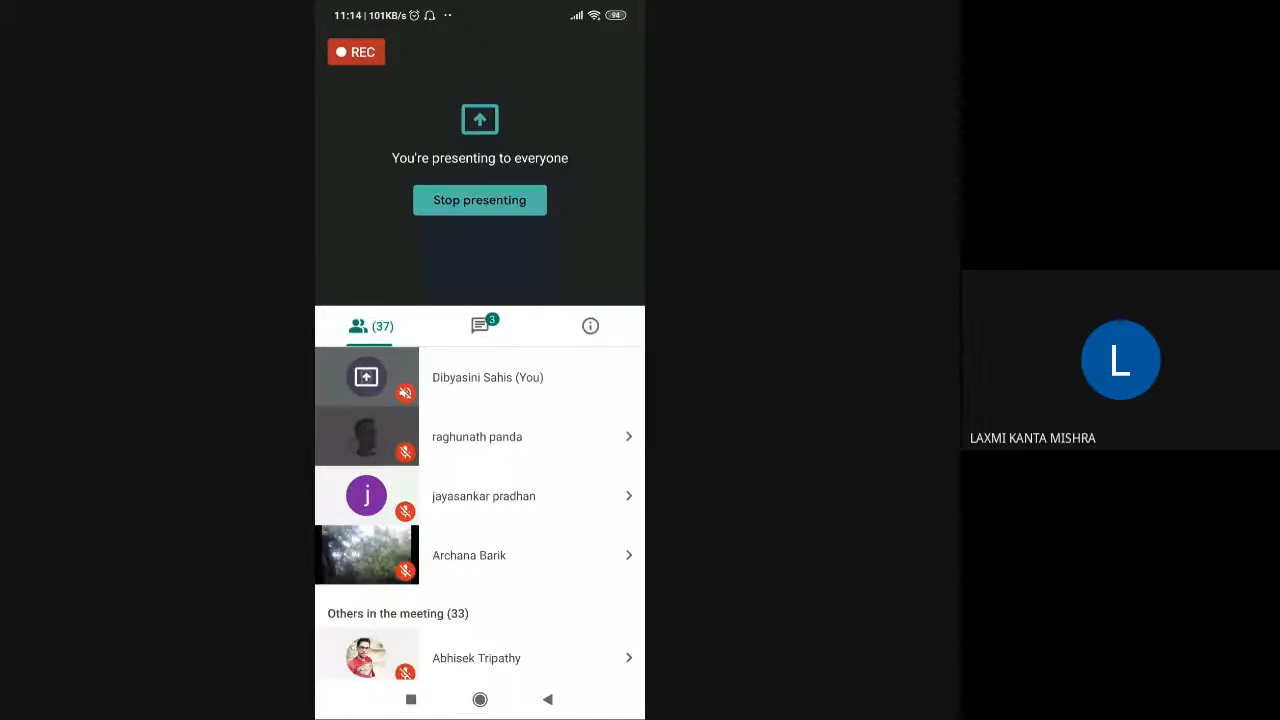 11:14 | 101KB/s
94
REC
You're presenting to everyone
Stop presenting
(37)
3
Dibyasini Sahis (You)
raghunath panda
j
jayasankar pradhan
Archana Barik
Others in the meeting (33)
Abhisek Tripathy
L
LAXMI KANTA MISHRA